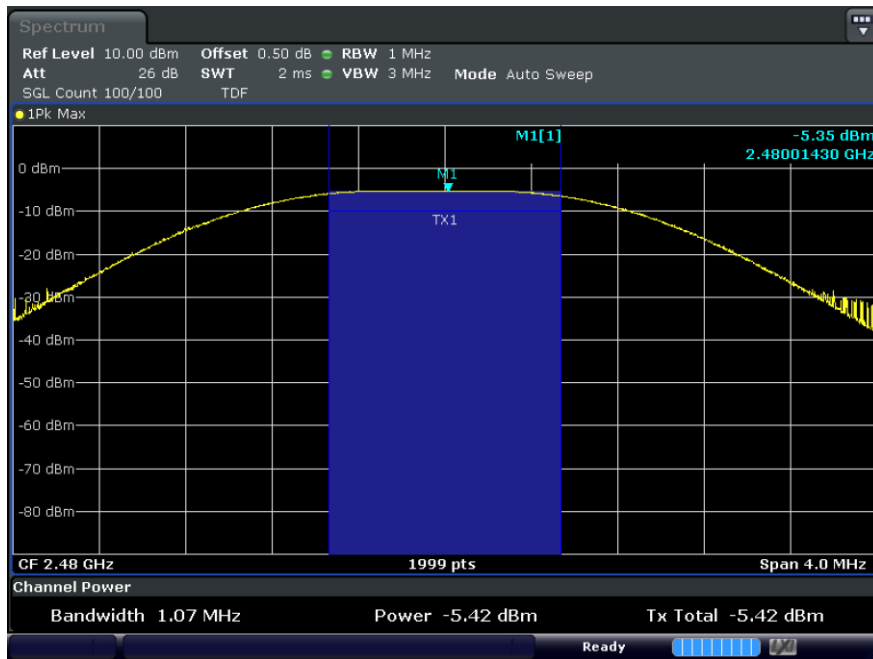 Spectrum
Ref Level 10.00 dBm Offset 0.50 dB RBW 1 MHz
Att 26 dB SWT 2 ms VBW 3 MHz Mode Auto Sweep
SGL Count 100/100 TDF
1Pk Max
M1[1] -5.35 dBm
2.48001430 GHz
0 dBm
M1
-10 dBm
TX1
-20 dBm
-30 dBm
-40 dBm
-50 dBm
-60 dBm
-70 dBm
-80 dBm
CF 2.48 GHz 1999 pts Span 4.0 MHz
Channel Power
Bandwidth 1.07 MHz Power -5.42 dBm Tx Total -5.42 dBm
Ready